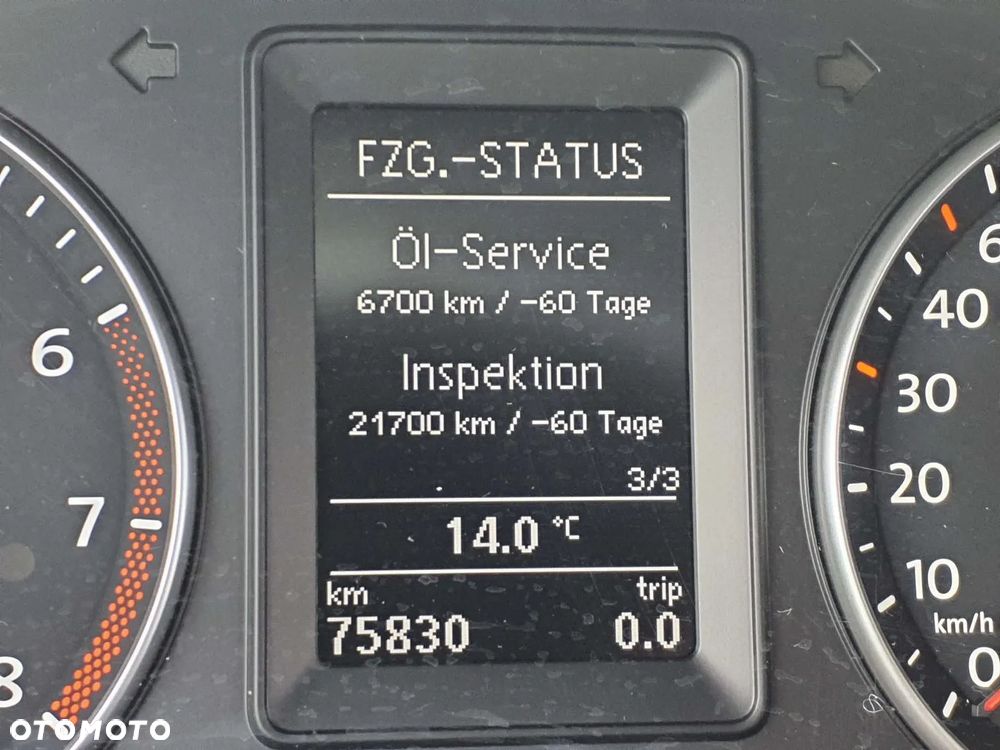 FZG.-STATUS
Öl-Service
6700 km / -60 Tage
Inspektion
21700 km / -60 Tage
3/3
14.0 °C
km trip
75830 0.0
6
7
8
6
40
30
20
10
km/h
0
OTOMOTO